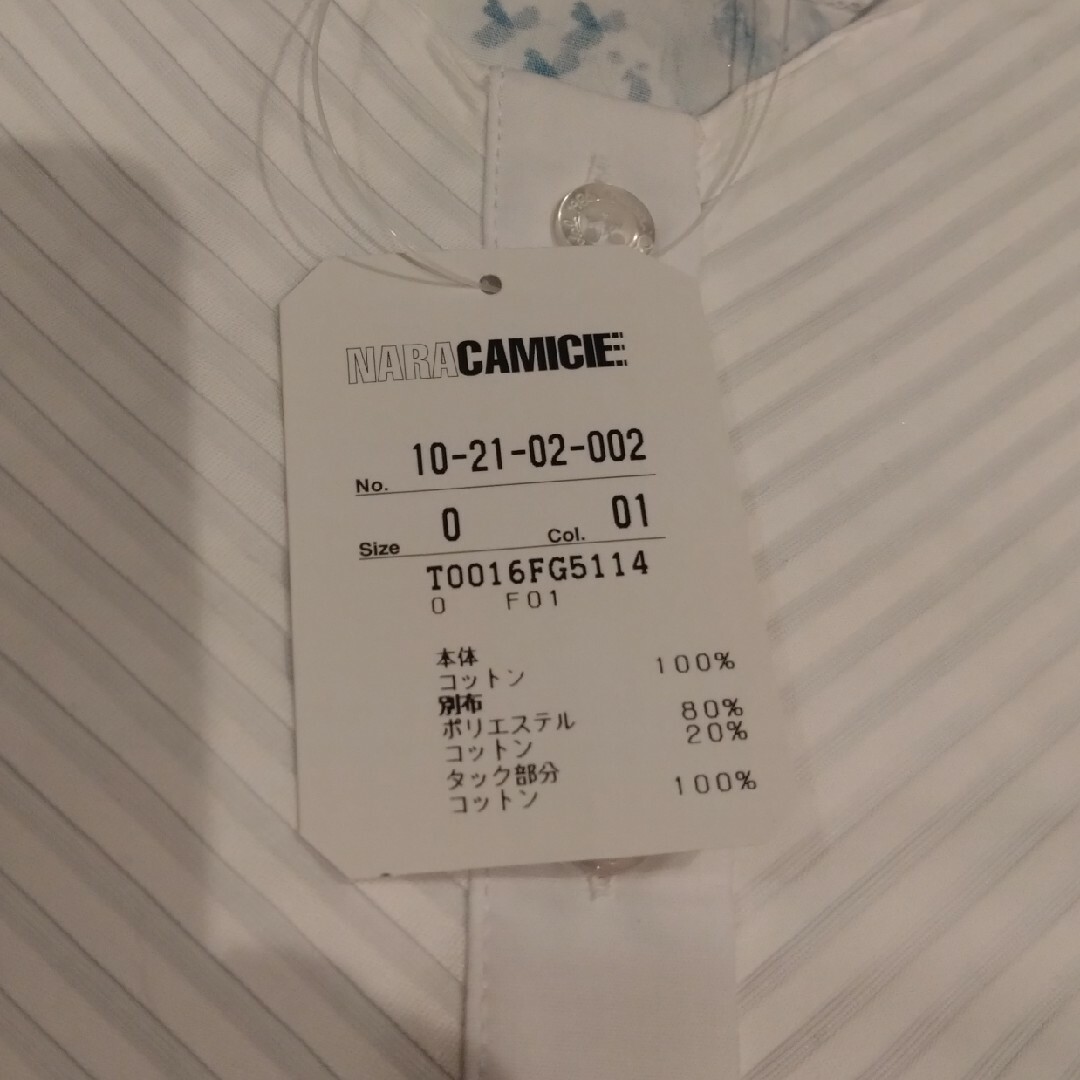 NARACAMICIE
No. 10-21-02-002
Size 0 Col. 01
T0016FG5114
0 F01
本体
コットン 100%
別布
ポリエステル 80%
コットン 20%
タック部分
コットン 100%